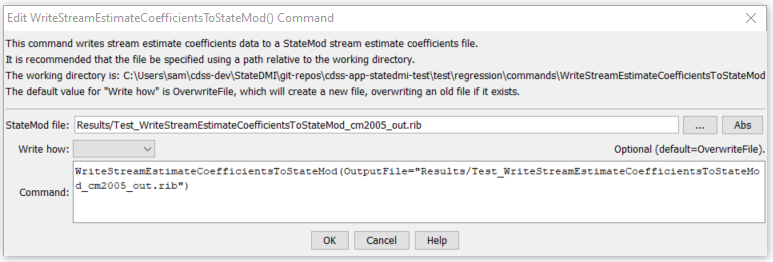 Edit WriteStreamEstimateCoefficientsToStateMod() Command
This command writes stream estimate coefficients data to a StateMod stream estimate coefficients file.
It is recommended that the file be specified using a path relative to the working directory.
The working directory is: C:\Users\sam\cdss-dev\StateDMI\git-repos\cdss-app-statedmi-test\test\regression\commands\WriteStreamEstimateCoefficientsToStateMod
The default value for "Write how" is OverwriteFile, which will create a new file, overwriting an old file if it exists.
StateMod file: Results/Test_WriteStreamEstimateCoefficientsToStateMod_cm2005_out.rib ... Abs
Write how: Optional (default=OverwriteFile).
Command: WriteStreamEstimateCoefficientsToStateMod(OutputFile="Results/Test_WriteStreamEstimateCoefficientsToStateMo
d_cm2005_out.rib")
OK Cancel Help